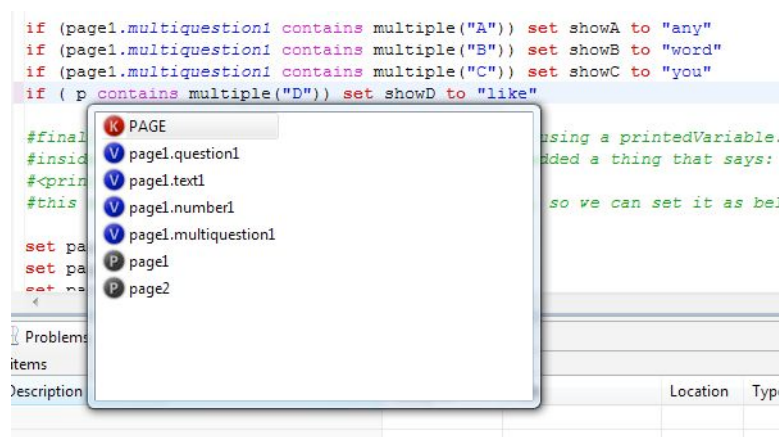 if (page1.multiquestion1 contains multiple("A")) set showA to "any"
if (page1.multiquestion1 contains multiple("B")) set showB to "word"
if (page1.multiquestion1 contains multiple("C")) set showC to "you"
if ( p contains multiple("D")) set showD to "like"
K PAGE
V page1.question1
V page1.text1
V page1.number1
V page1.multiquestion1
P page1
P page2
#final using a printedVariable.
#insid dded a thing that says:
#<prin
#this so we can set it as bel
set pa
set pa
set pa
Problems
items
Description Location Type